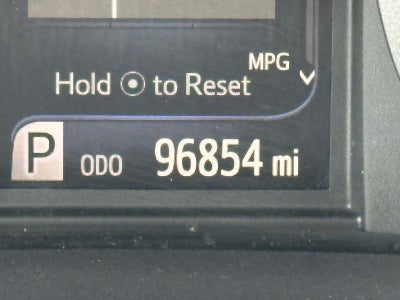 MPG
Hold ⦿ to Reset
P ODO 96854 mi